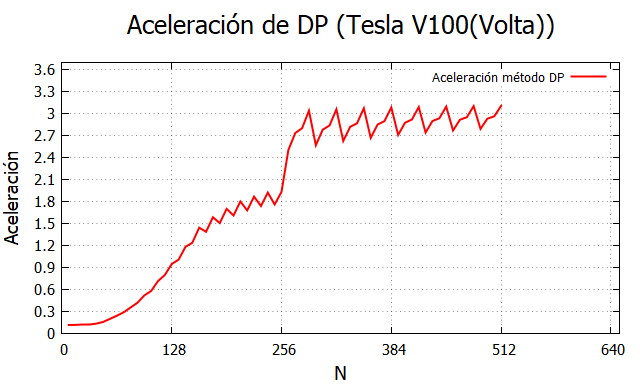 Aceleración de DP (Tesla V100(Volta))
3.6
3.3
3
2.7
2.4
2.1
1.8
1.5
1.2
0.9
0.6
0.3
0
Aceleración
Aceleración método DP
0 128 256 384 512 640
N